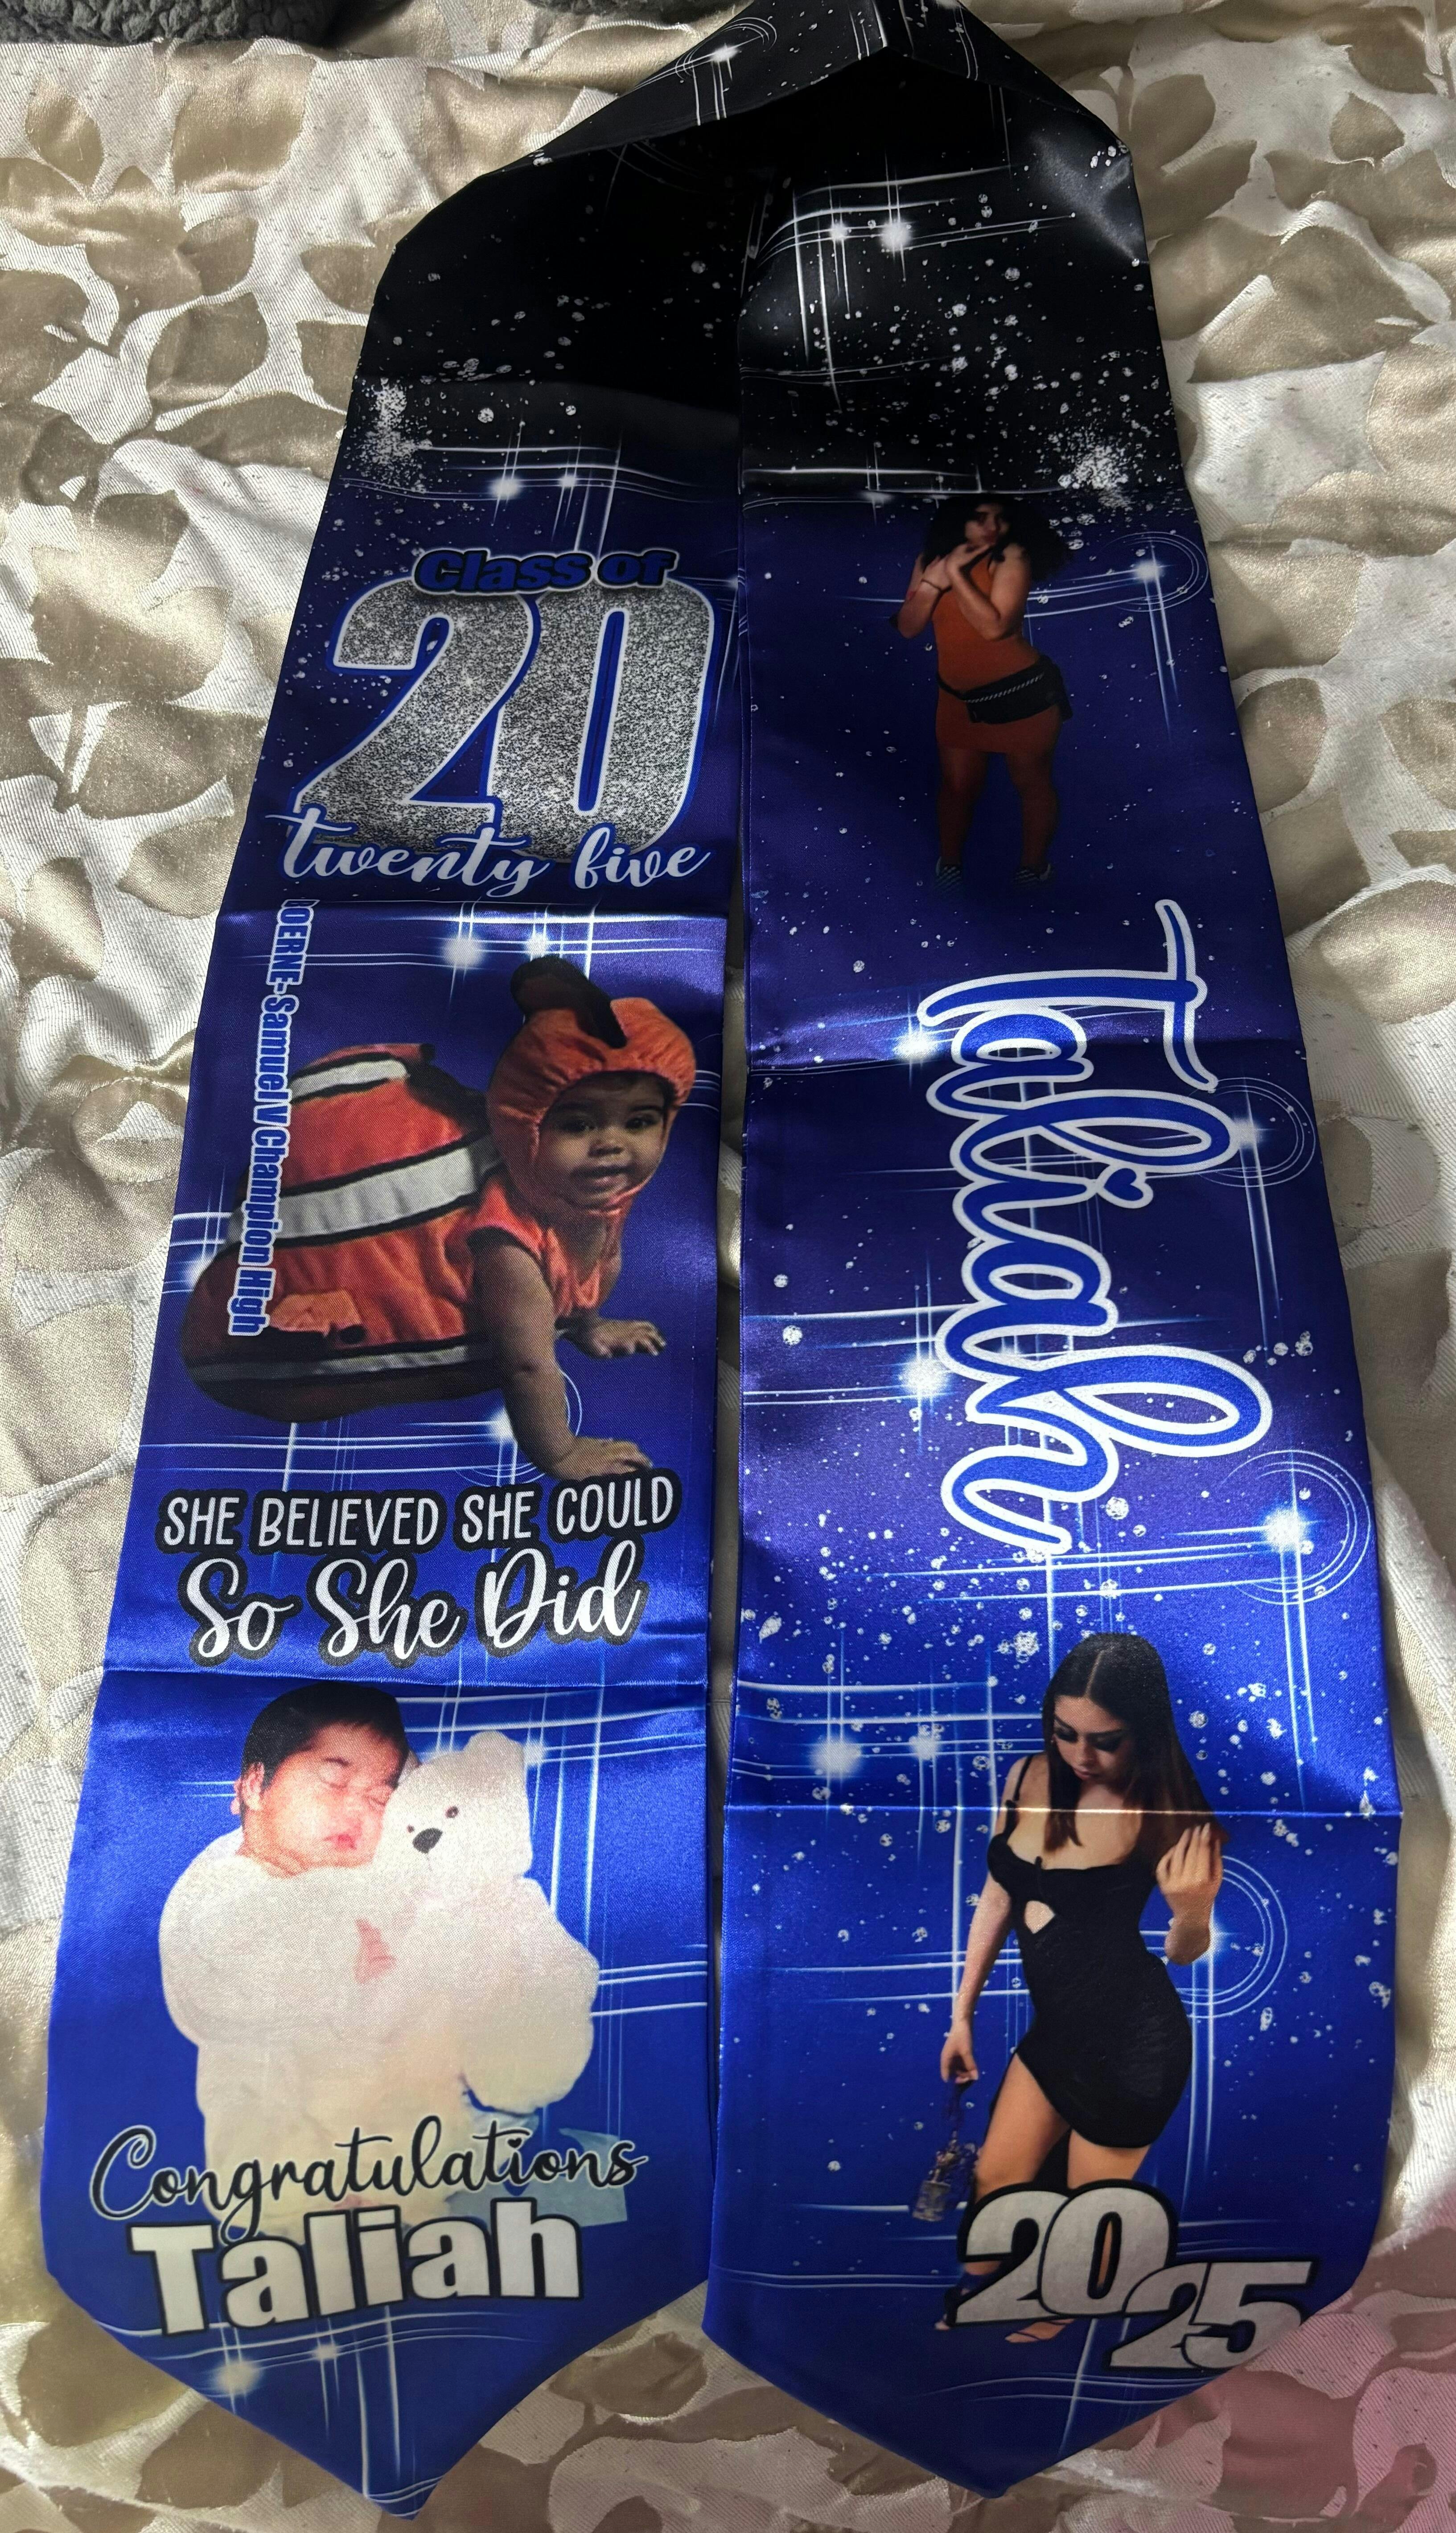 Class of
20
twenty five
BOERNE-Samuel V Champion High
SHE BELIEVED SHE COULD
So She Did
Congratulations
Taliah
Taliah
2025